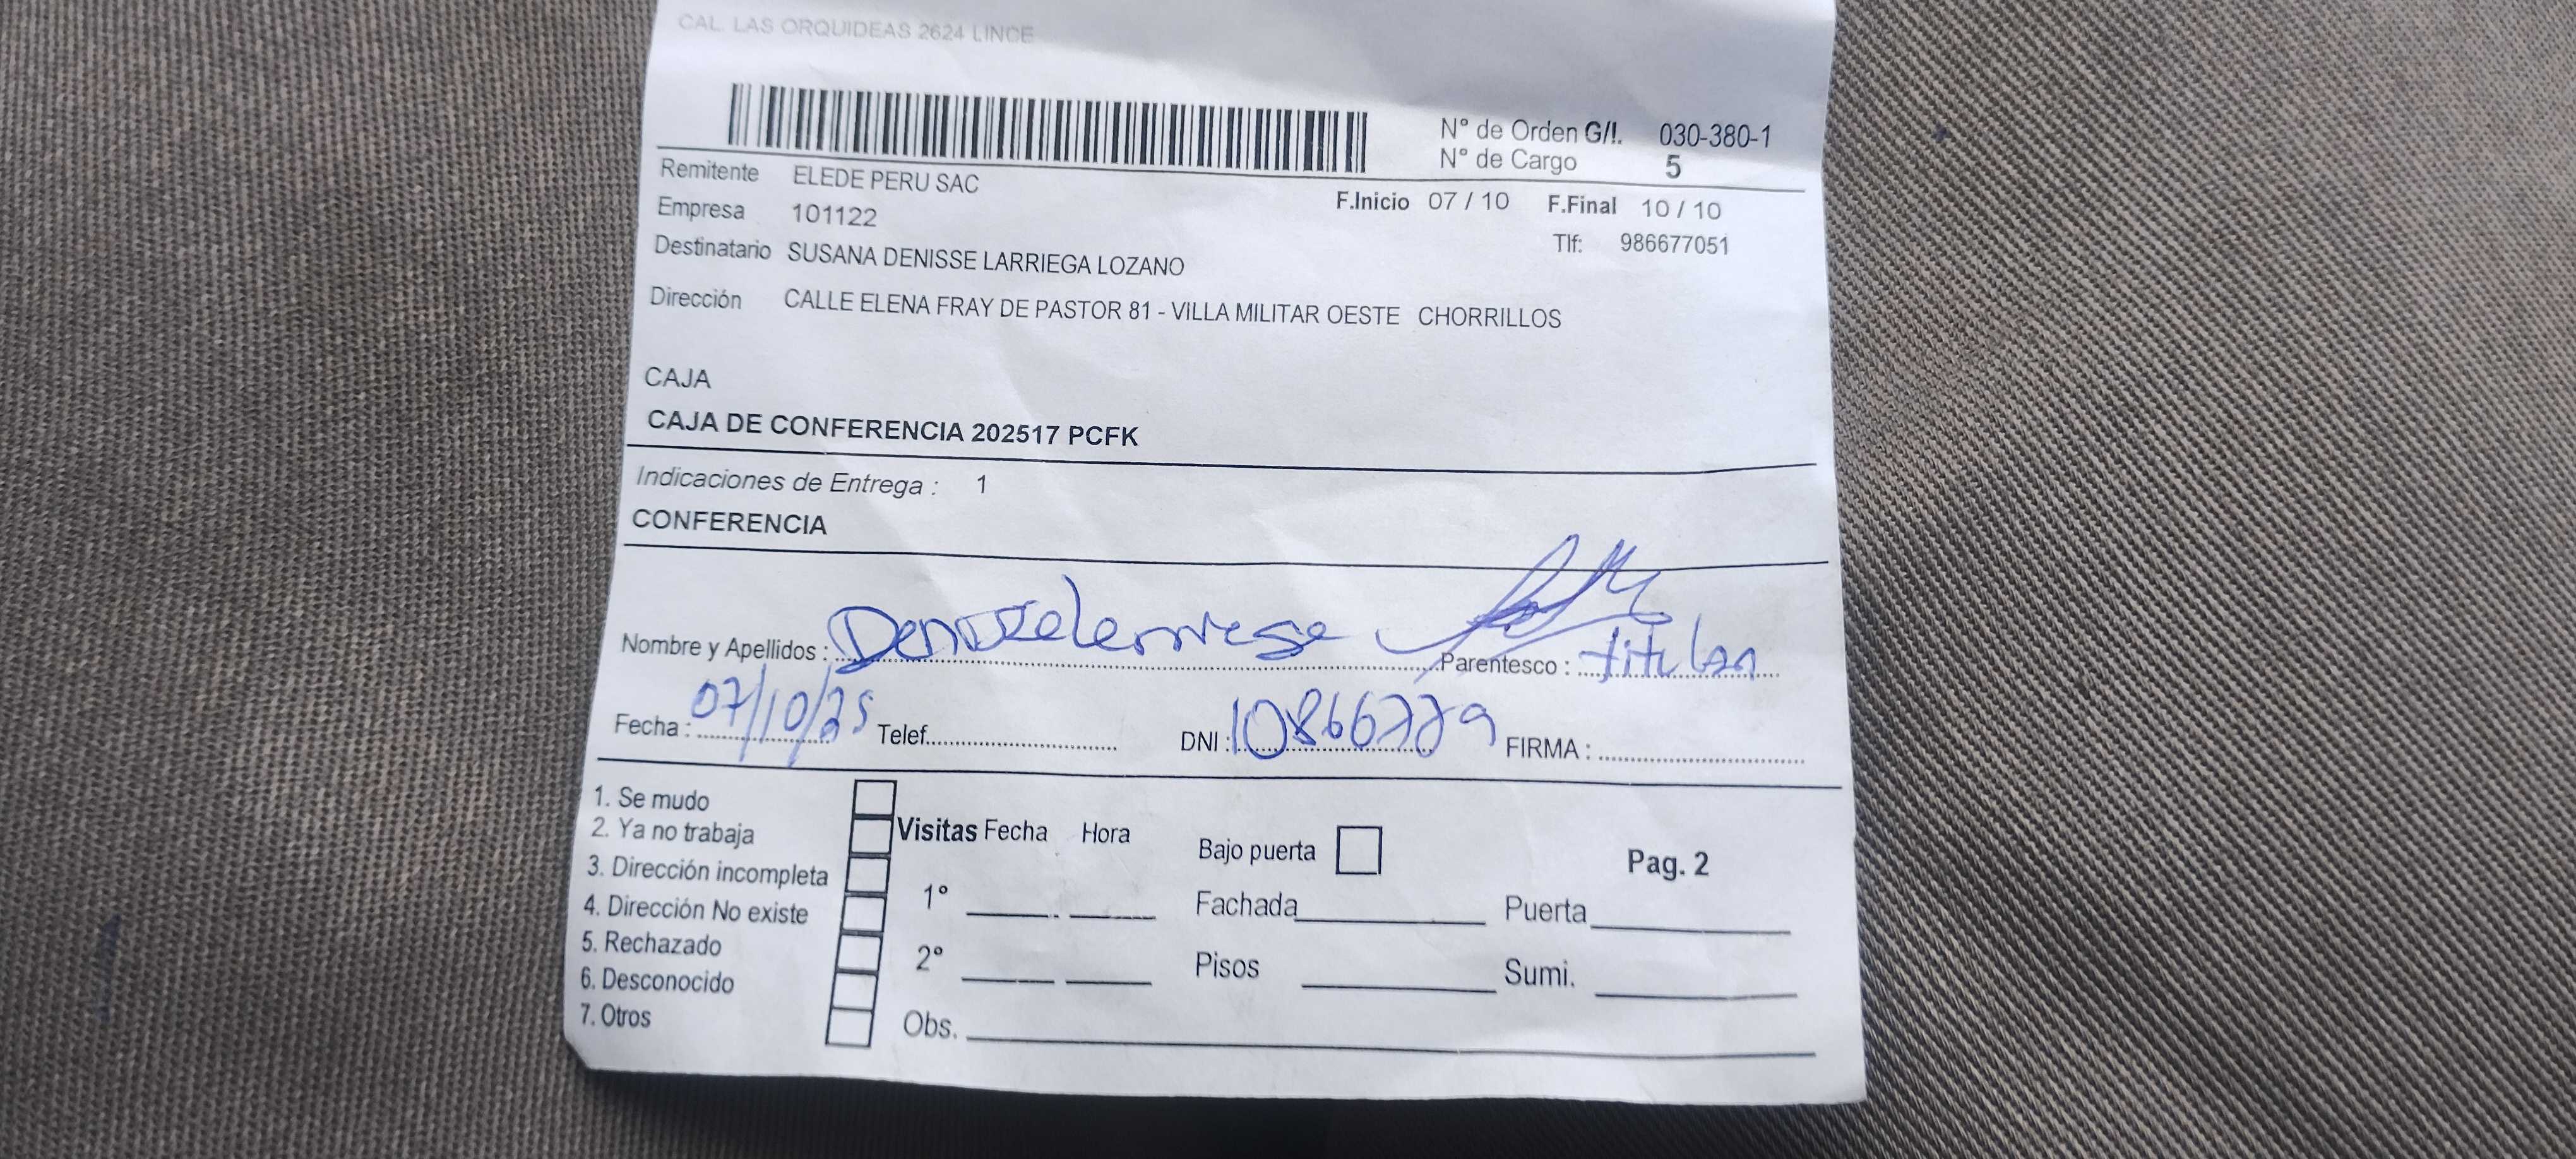 CAL. LAS ORQUIDEAS 2624 LINCE
N° de Orden G/!. 030-380-1
N° de Cargo 5
Remitente ELEDE PERU SAC
Empresa 101122 F.Inicio 07 / 10 F.Final 10 / 10
Tlf: 986677051
Destinatario SUSANA DENISSE LARRIEGA LOZANO
Dirección CALLE ELENA FRAY DE PASTOR 81 - VILLA MILITAR OESTE CHORRILLOS
CAJA
CAJA DE CONFERENCIA 202517 PCFK
Indicaciones de Entrega : 1
CONFERENCIA
Nombre y Apellidos : Parentesco : titular
Fecha : 07/10/25 Telef. DNI : FIRMA :
1. Se mudo
2. Ya no trabaja
3. Dirección incompleta
4. Dirección No existe
5. Rechazado
6. Desconocido
7. Otros
Visitas Fecha Hora
1°
2°
Obs.
Bajo puerta
Pag. 2
Fachada Puerta
Pisos Sumi.